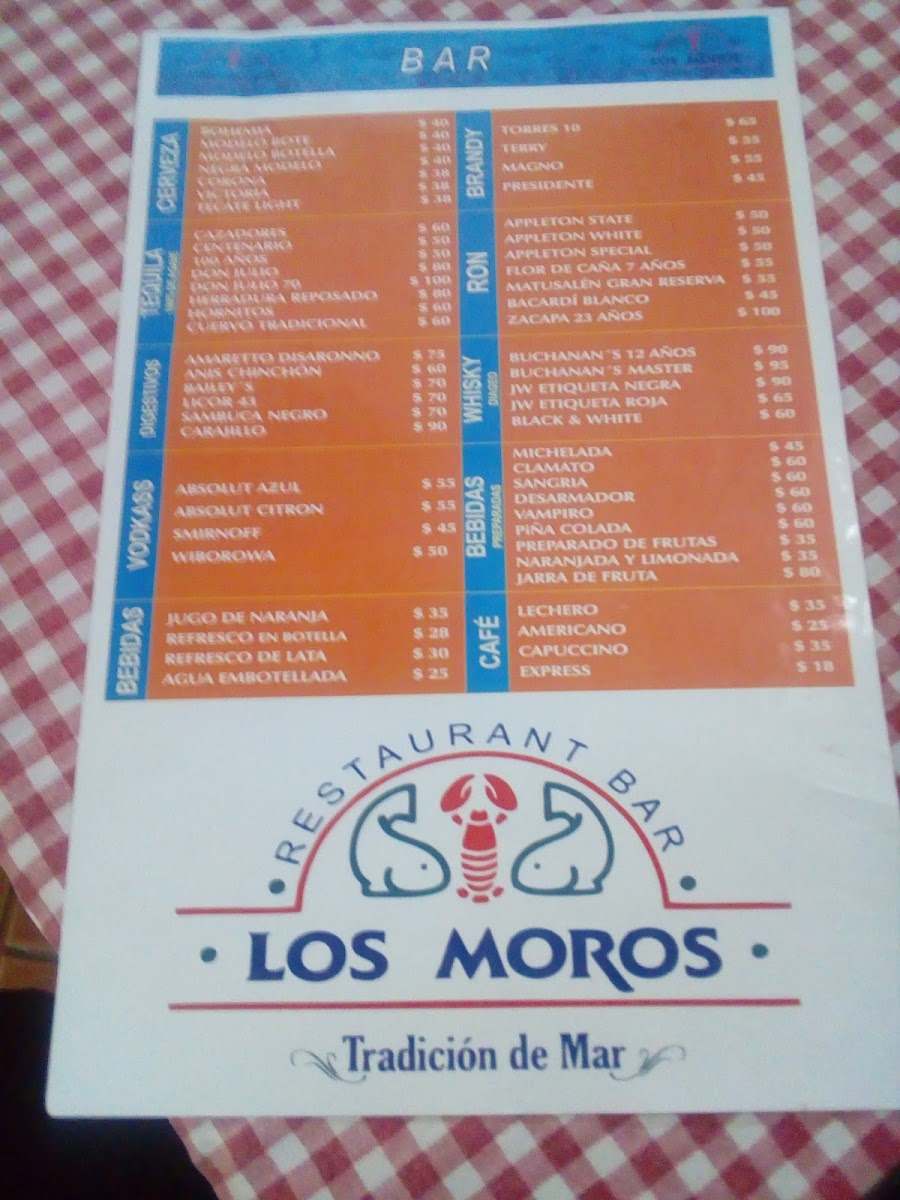 BAR
LOS MOROS
CERVEZA
BOHEMIA $ 40
MODELO BOTE $ 40
MODELO BOTELLA $ 40
NEGRA MODELO $ 40
CORONA $ 38
VICTORIA $ 38
TECATE LIGHT $ 38
TEQUILA
CAZADORES $ 60
CENTENARIO $ 50
100 AÑOS $ 50
DON JULIO $ 80
DON JULIO 70 $ 100
HERRADURA REPOSADO $ 80
HORNITOS $ 60
CUERVO TRADICIONAL $ 60
DIGESTIVOS
AMARETTO DISARONNO $ 75
ANIS CHINCHÓN $ 60
BAILEY´S $ 70
LICOR 43 $ 70
SAMBUCA NEGRO $ 70
CARAJILLO $ 90
VODKASS
ABSOLUT AZUL $ 55
ABSOLUT CITRON $ 55
SMIRNOFF $ 45
WIBOROWA $ 50
BEBIDAS
JUGO DE NARANJA $ 35
REFRESCO EN BOTELLA $ 28
REFRESCO DE LATA $ 30
AGUA EMBOTELLADA $ 25
BRANDY
TORRES 10 $ 65
TERRY $ 55
MAGNO $ 55
PRESIDENTE $ 45
RON
APPLETON STATE $ 50
APPLETON WHITE $ 50
APPLETON SPECIAL $ 50
FLOR DE CAÑA 7 AÑOS $ 55
MATUSALÉN GRAN RESERVA $ 55
BACARDÍ BLANCO $ 45
ZACAPA 23 AÑOS $ 100
WHISKY
DIAGEO
BUCHANAN´S 12 AÑOS $ 90
BUCHANAN´S MASTER $ 95
JW ETIQUETA NEGRA $ 90
JW ETIQUETA ROJA $ 65
BLACK & WHITE $ 60
BEBIDAS
PREPARADAS
MICHELADA $ 45
CLAMATO $ 60
SANGRIA $ 60
DESARMADOR $ 60
VAMPIRO $ 60
PIÑA COLADA $ 60
PREPARADO DE FRUTAS $ 35
NARANJADA Y LIMONADA $ 35
JARRA DE FRUTA $ 80
CAFÉ
LECHERO $ 35
AMERICANO $ 25
CAPUCCINO $ 35
EXPRESS $ 18
RESTAURANT BAR
LOS MOROS
Tradición de Mar